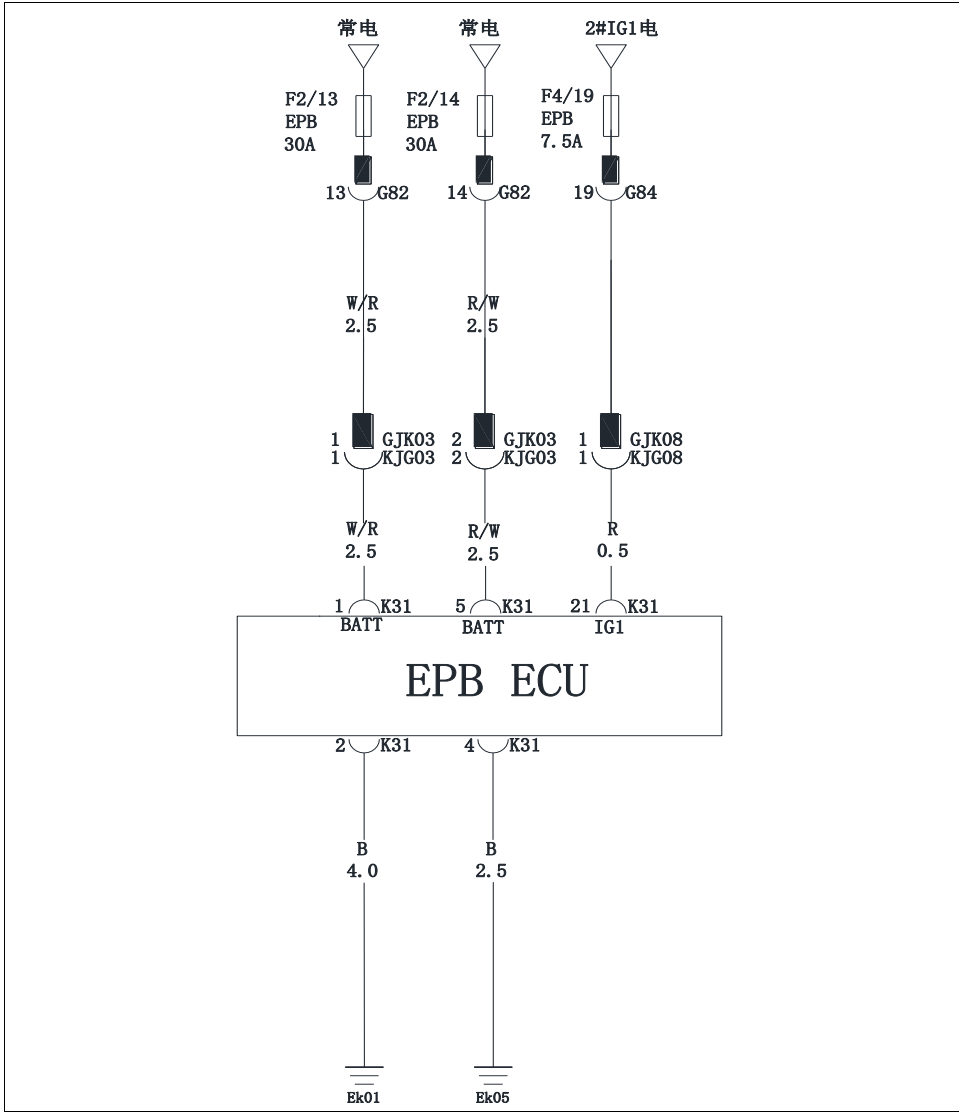 常电 常电 2#IG1电
F2/13 F2/14 F4/19
EPB EPB EPB
30A 30A 7.5A
13 G82 14 G82 19 G84
W/R R/W
2.5 2.5
1 GJK03 2 GJK03 1 GJK08
1 KJG03 2 KJG03 1 KJG08
W/R R/W R
2.5 2.5 0.5
1 K31 5 K31 21 K31
BATT BATT IG1
EPB ECU
2 K31 4 K31
B B
4.0 2.5
Ek01 Ek05